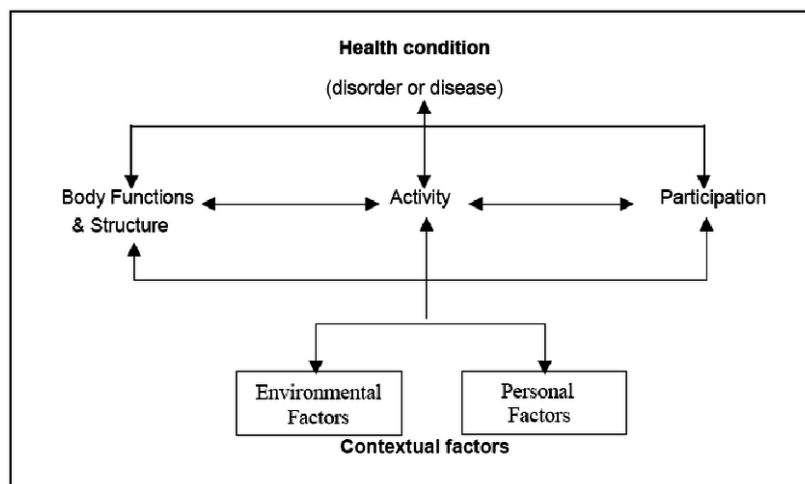 Health condition
(disorder or disease)
Body Functions
& Structure
Activity
Participation
Environmental
Factors
Personal
Factors
Contextual factors